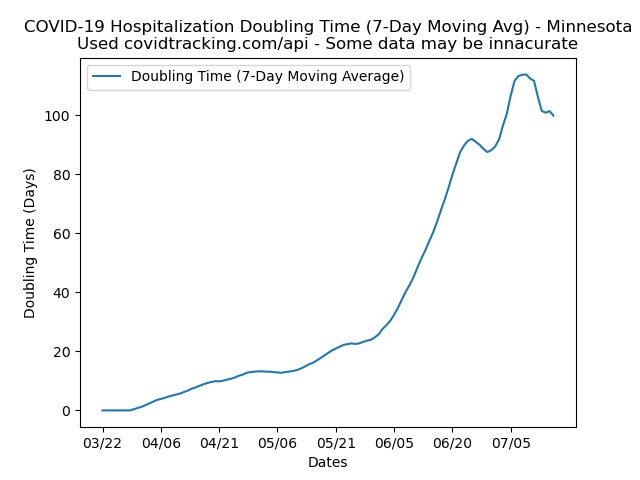 COVID-19 Hospitalization Doubling Time (7-Day Moving Avg) - Minnesota
Used covidtracking.com/api - Some data may be innacurate
Doubling Time (7-Day Moving Average)
100
80
60
40
20
0
Doubling Time (Days)
03/22 04/06 04/21 05/06 05/21 06/05 06/20 07/05
Dates